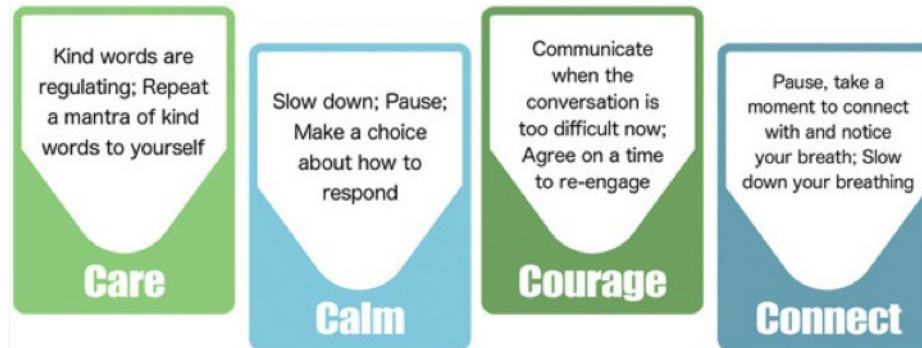 Kind words are
regulating; Repeat
a mantra of kind
words to yourself
Care
Slow down; Pause;
Make a choice
about how to
respond
Calm
Communicate
when the
conversation is
too difficult now;
Agree on a time
to re-engage
Courage
Pause, take a
moment to connect
with and notice
your breath; Slow
down your breathing
Connect